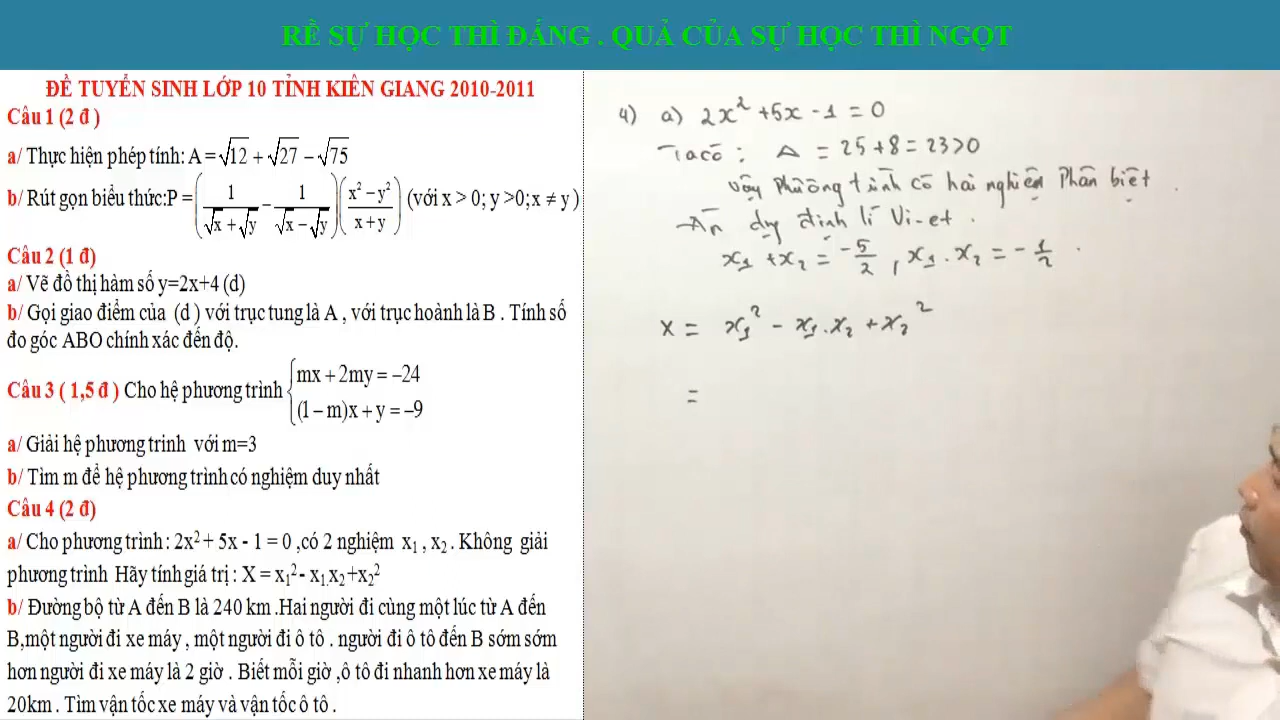 RỀ SỰ HỌC THÌ ĐẤNG . QUẢ CỦA SỰ HỌC THÌ NGỌT
ĐỀ TUYỂN SINH LỚP 10 TỈNH KIÊN GIANG 2010-2011
Câu 1 (2 đ )
a/ Thực hiện phép tính: A = √12 + √27 − √75
b/ Rút gọn biểu thức:P = (1/(√x + √y) − 1/(√x − √y)) ((x² − y²)/(x + y)) (với x > 0; y >0;x ≠ y )
Câu 2 (1 đ)
a/ Vẽ đồ thị hàm số y=2x+4 (d)
b/ Gọi giao điểm của (d ) với trục tung là A , với trục hoành là B . Tính số
đo góc ABO chính xác đến độ.
Câu 3 ( 1,5 đ ) Cho hệ phương trình { mx + 2my = −24
(1 − m)x + y = −9
a/ Giải hệ phương trinh với m=3
b/ Tìm m để hệ phương trình có nghiệm duy nhất
Câu 4 (2 đ)
a/ Cho phương trình : 2x² + 5x - 1 = 0 ,có 2 nghiệm x₁ , x₂ . Không giải
phương trình Hãy tính giá trị : X = x₁² - x₁.x₂ +x₂²
b/ Đường bộ từ A đến B là 240 km .Hai người đi cùng một lúc từ A đến
B,một người đi xe máy , một người đi ô tô . người đi ô tô đến B sớm sớm
hơn người đi xe máy là 2 giờ . Biết mỗi giờ ,ô tô đi nhanh hơn xe máy là
20km . Tìm vận tốc xe máy và vận tốc ô tô .
4) a) 2x² + 5x - 1 = 0
Ta có : Δ = 25 + 8 = 23 > 0
Vậy phương trình có hai nghiệm phân biệt .
Áp dụng định lí Vi-et .
x₁ + x₂ = -5/2 , x₁ . x₂ = -1/2 .
X = x₁² - x₁.x₂ + x₂²
=